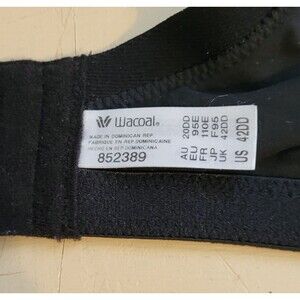 Wacoal®
MADE IN DOMINICAN REP.
FABRIQUE EN REP. DOMINICAINE
HECHO EN REP. DOMINICANA
852389
AU 20DD
EU 95E
FR 110E
JP F95
UK 42DD
US 42DD